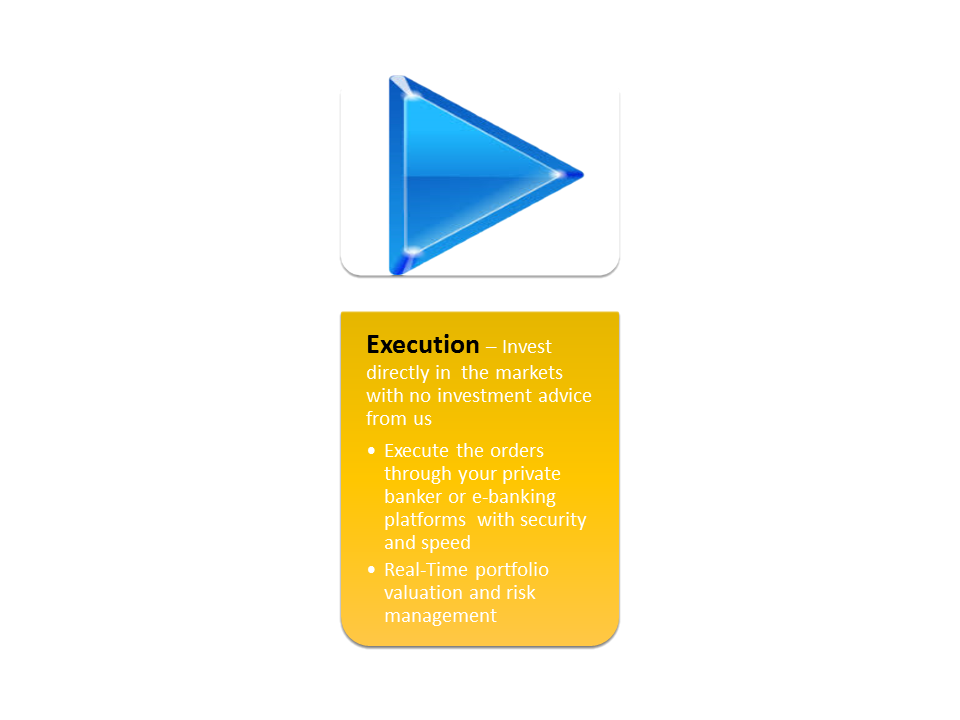 Execution – Invest
directly in  the markets
with no investment advice
from us
• Execute the orders
through your private
banker or e-banking
platforms  with security
and speed
• Real-Time portfolio
valuation and risk
management